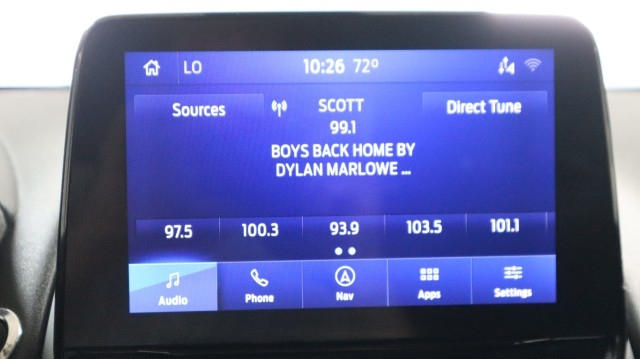 LO 10:26 72°
Sources SCOTT Direct Tune
99.1
BOYS BACK HOME BY
DYLAN MARLOWE ...
97.5 100.3 93.9 103.5 101.1
Audio Phone Nav Apps Settings